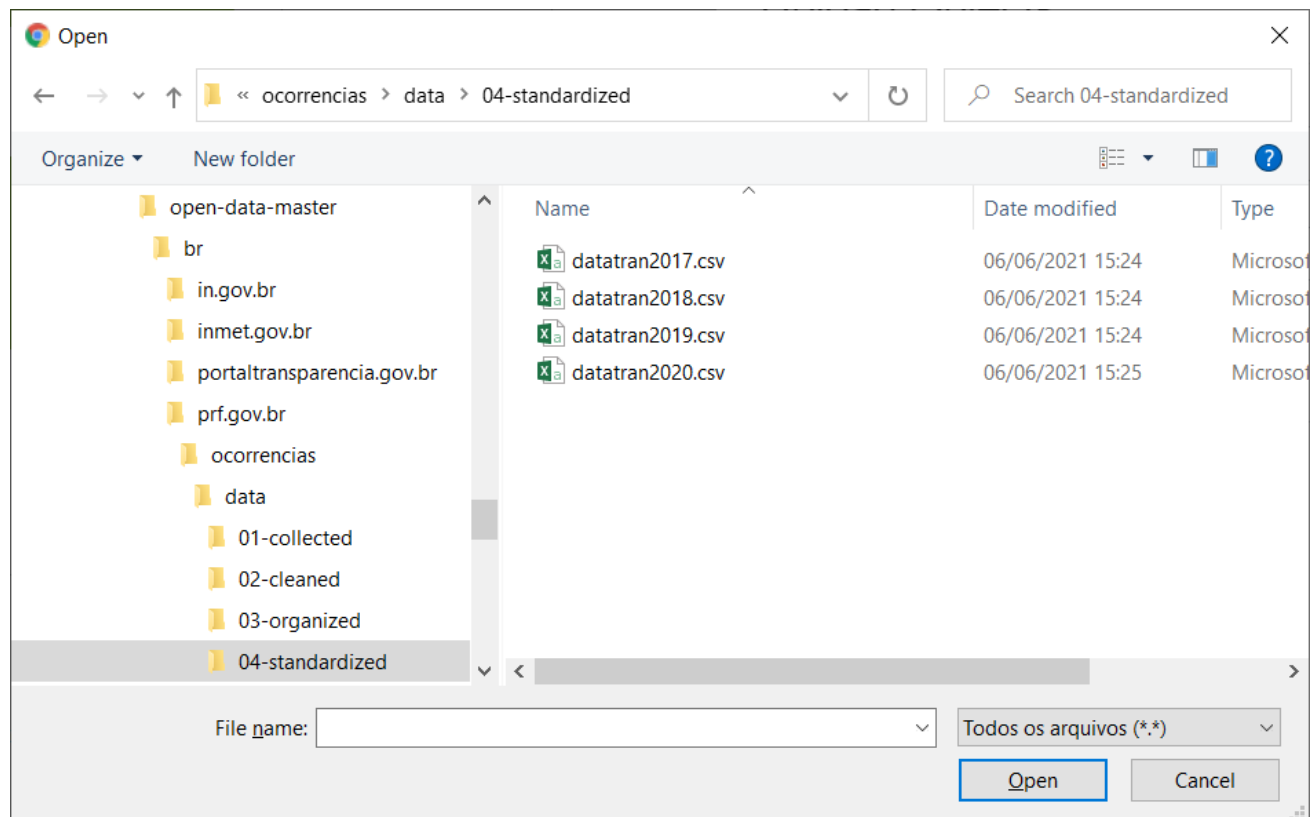 Open
« ocorrencias > data > 04-standardized
Search 04-standardized
Organize
New folder
?
open-data-master
br
in.gov.br
inmet.gov.br
portaltransparencia.gov.br
prf.gov.br
ocorrencias
data
01-collected
02-cleaned
03-organized
04-standardized
Name Date modified Type
datatran2017.csv 06/06/2021 15:24 Microsof
datatran2018.csv 06/06/2021 15:24 Microsof
datatran2019.csv 06/06/2021 15:24 Microsof
datatran2020.csv 06/06/2021 15:25 Microsof
File name:
Todos os arquivos (*.*)
Open Cancel